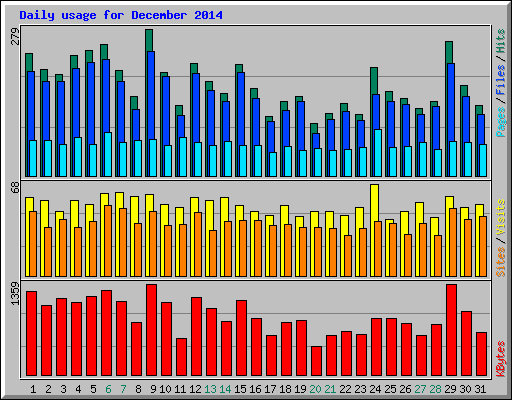 Daily usage for December 2014
279
68
1359
Pages / Files / Hits
Sites / Visits
KBytes
1 2 3 4 5 6 7 8 9 10 11 12 13 14 15 16 17 18 19 20 21 22 23 24 25 26 27 28 29 30 31